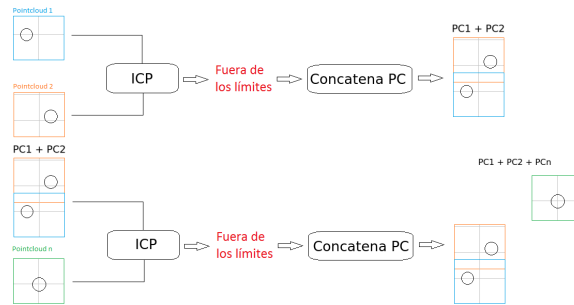 Pointcloud 1
ICP
Fuera de
los límites
Concatena PC
PC1 + PC2
Pointcloud 2
PC1 + PC2
Pointcloud n
ICP
Fuera de
los límites
Concatena PC
PC1 + PC2 + PCn